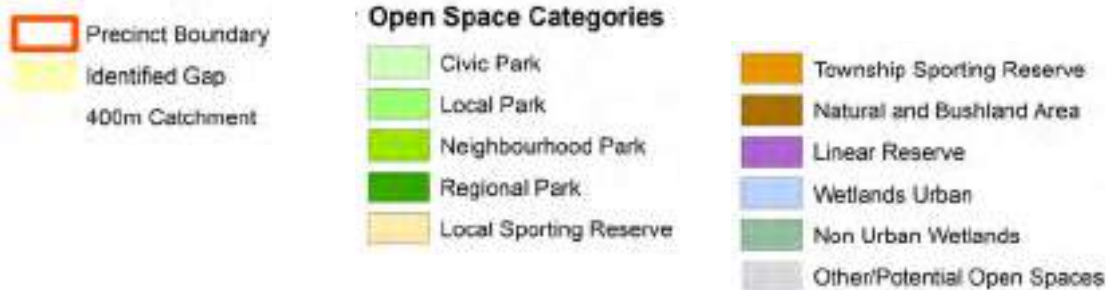 Precinct Boundary
Identified Gap
400m Catchment
Open Space Categories
Civic Park
Local Park
Neighbourhood Park
Regional Park
Local Sporting Reserve
Township Sporting Reserve
Natural and Bushland Area
Linear Reserve
Wetlands Urban
Non Urban Wetlands
Other/Potential Open Spaces